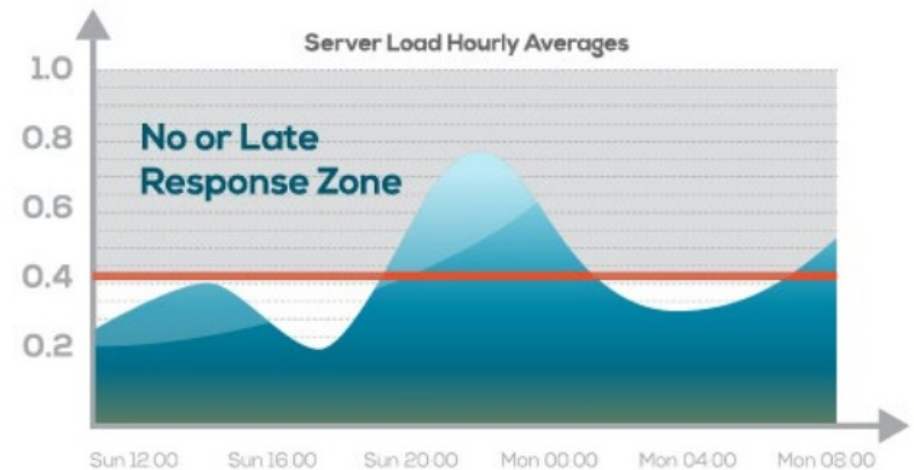 Server Load Hourly Averages
1.0
0.8
0.6
0.4
0.2
No or Late
Response Zone
Sun 12:00 Sun 16:00 Sun 20:00 Mon 00:00 Mon 04:00 Mon 08:00